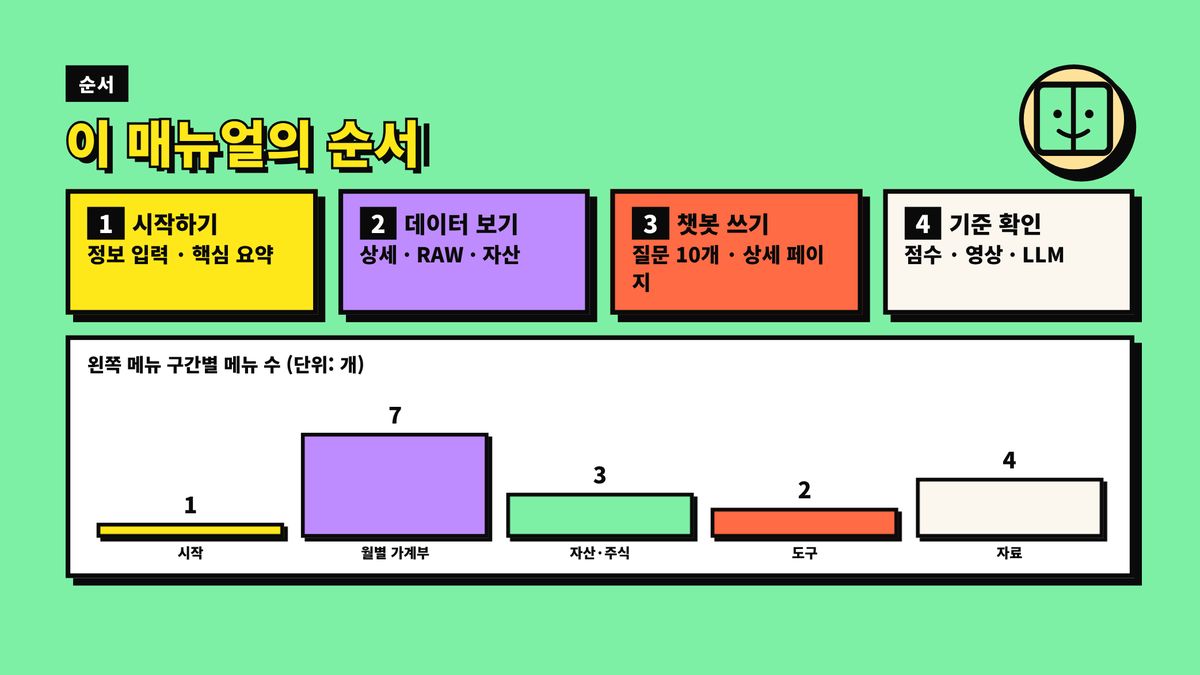 순서
이 매뉴얼의 순서
1 시작하기
정보 입력 · 핵심 요약
2 데이터 보기
상세 · RAW · 자산
3 챗봇 쓰기
질문 10개 · 상세 페이
지
4 기준 확인
점수 · 영상 · LLM
왼쪽 메뉴 구간별 메뉴 수 (단위: 개)
1
7
3
2
4
시작
월별 가계부
자산·주식
도구
자료